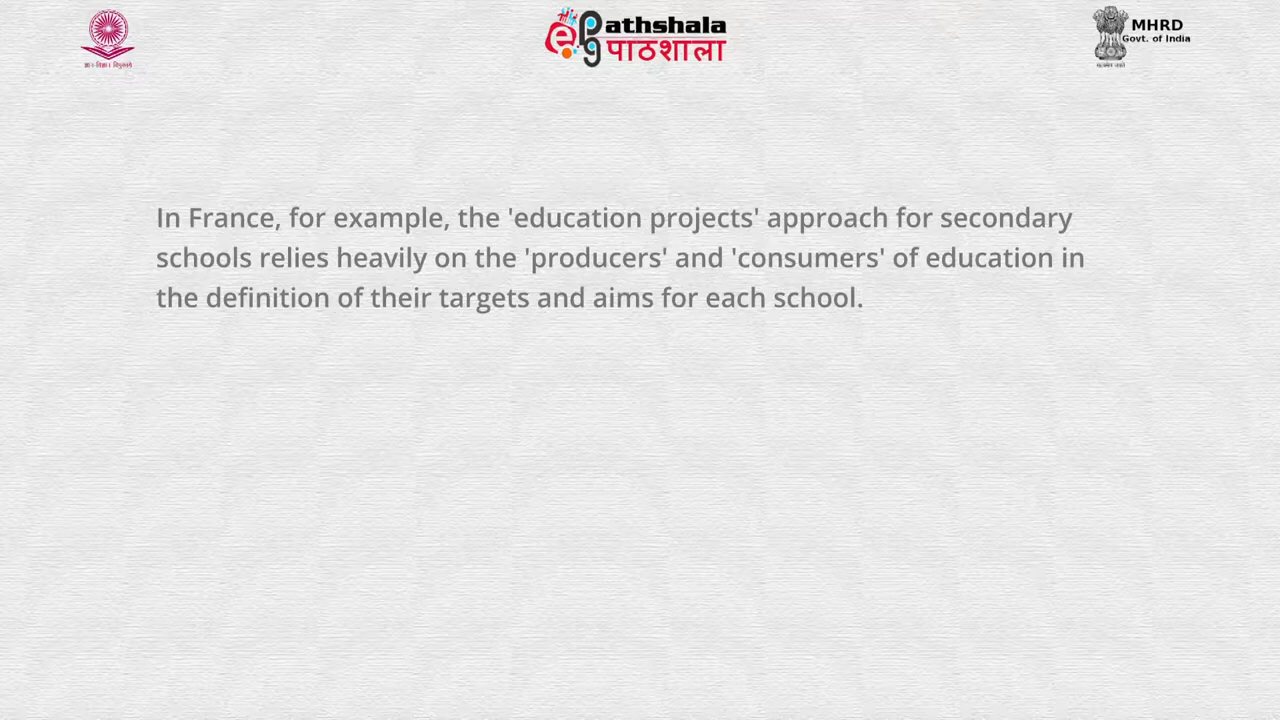 athshala
पाठशाला
MHRD
Govt. of India
In France, for example, the 'education projects' approach for secondary
schools relies heavily on the 'producers' and 'consumers' of education in
the definition of their targets and aims for each school.